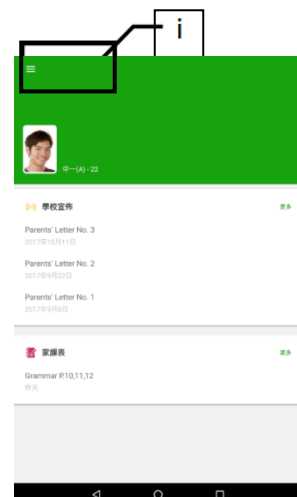 i
中一(A) - 22
學校宣佈 更多
Parents' Letter No. 3
2017年10月11日
Parents' Letter No. 2
2017年9月22日
Parents' Letter No. 1
2017年9月6日
家課表 更多
Grammar P.10,11,12
昨天